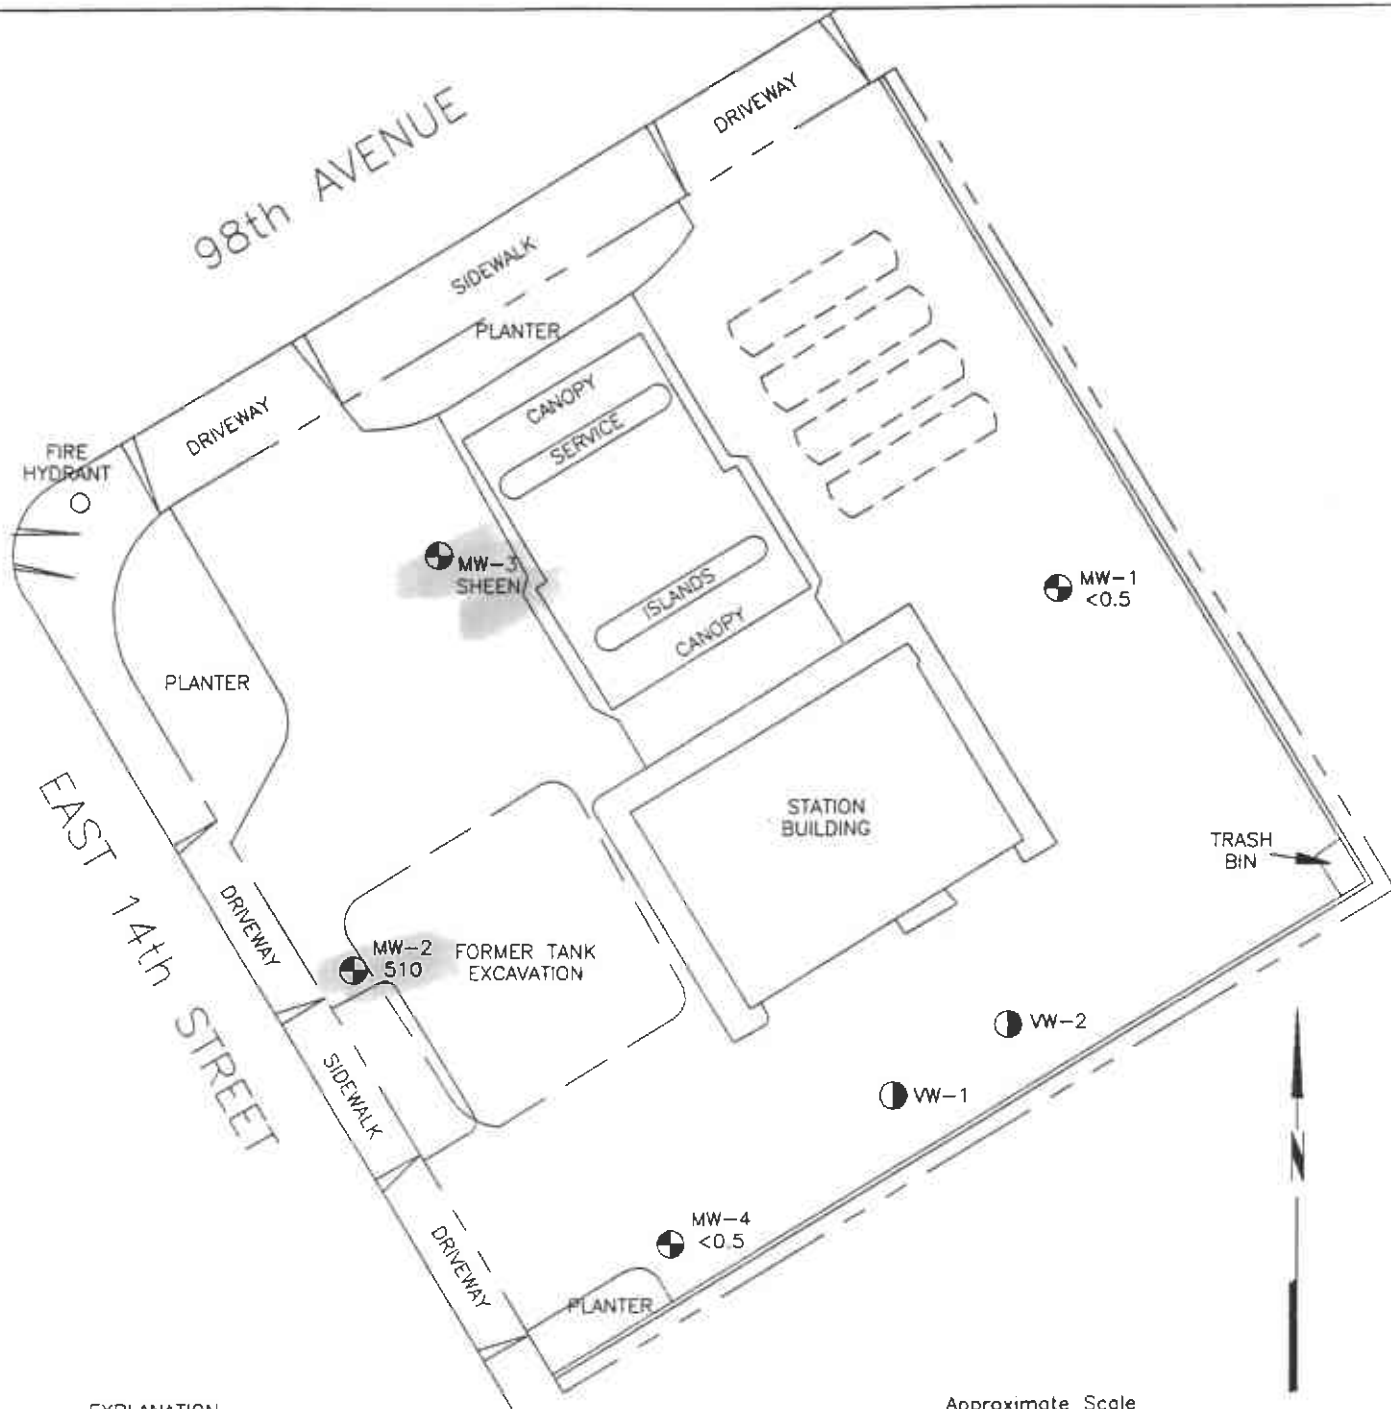 98th AVENUE
DRIVEWAY
SIDEWALK
PLANTER
DRIVEWAY
CANOPY
SERVICE
FIRE
HYDRANT
MW-3
SHEEN
ISLANDS
CANOPY
MW-1
<0.5
PLANTER
EAST 14th STREET
STATION
BUILDING
TRASH
BIN
DRIVEWAY
MW-2
510
FORMER TANK
EXCAVATION
VW-2
VW-1
SIDEWALK
N
MW-4
<0.5
DRIVEWAY
PLANTER
EXPLANATION
Approximate Scale